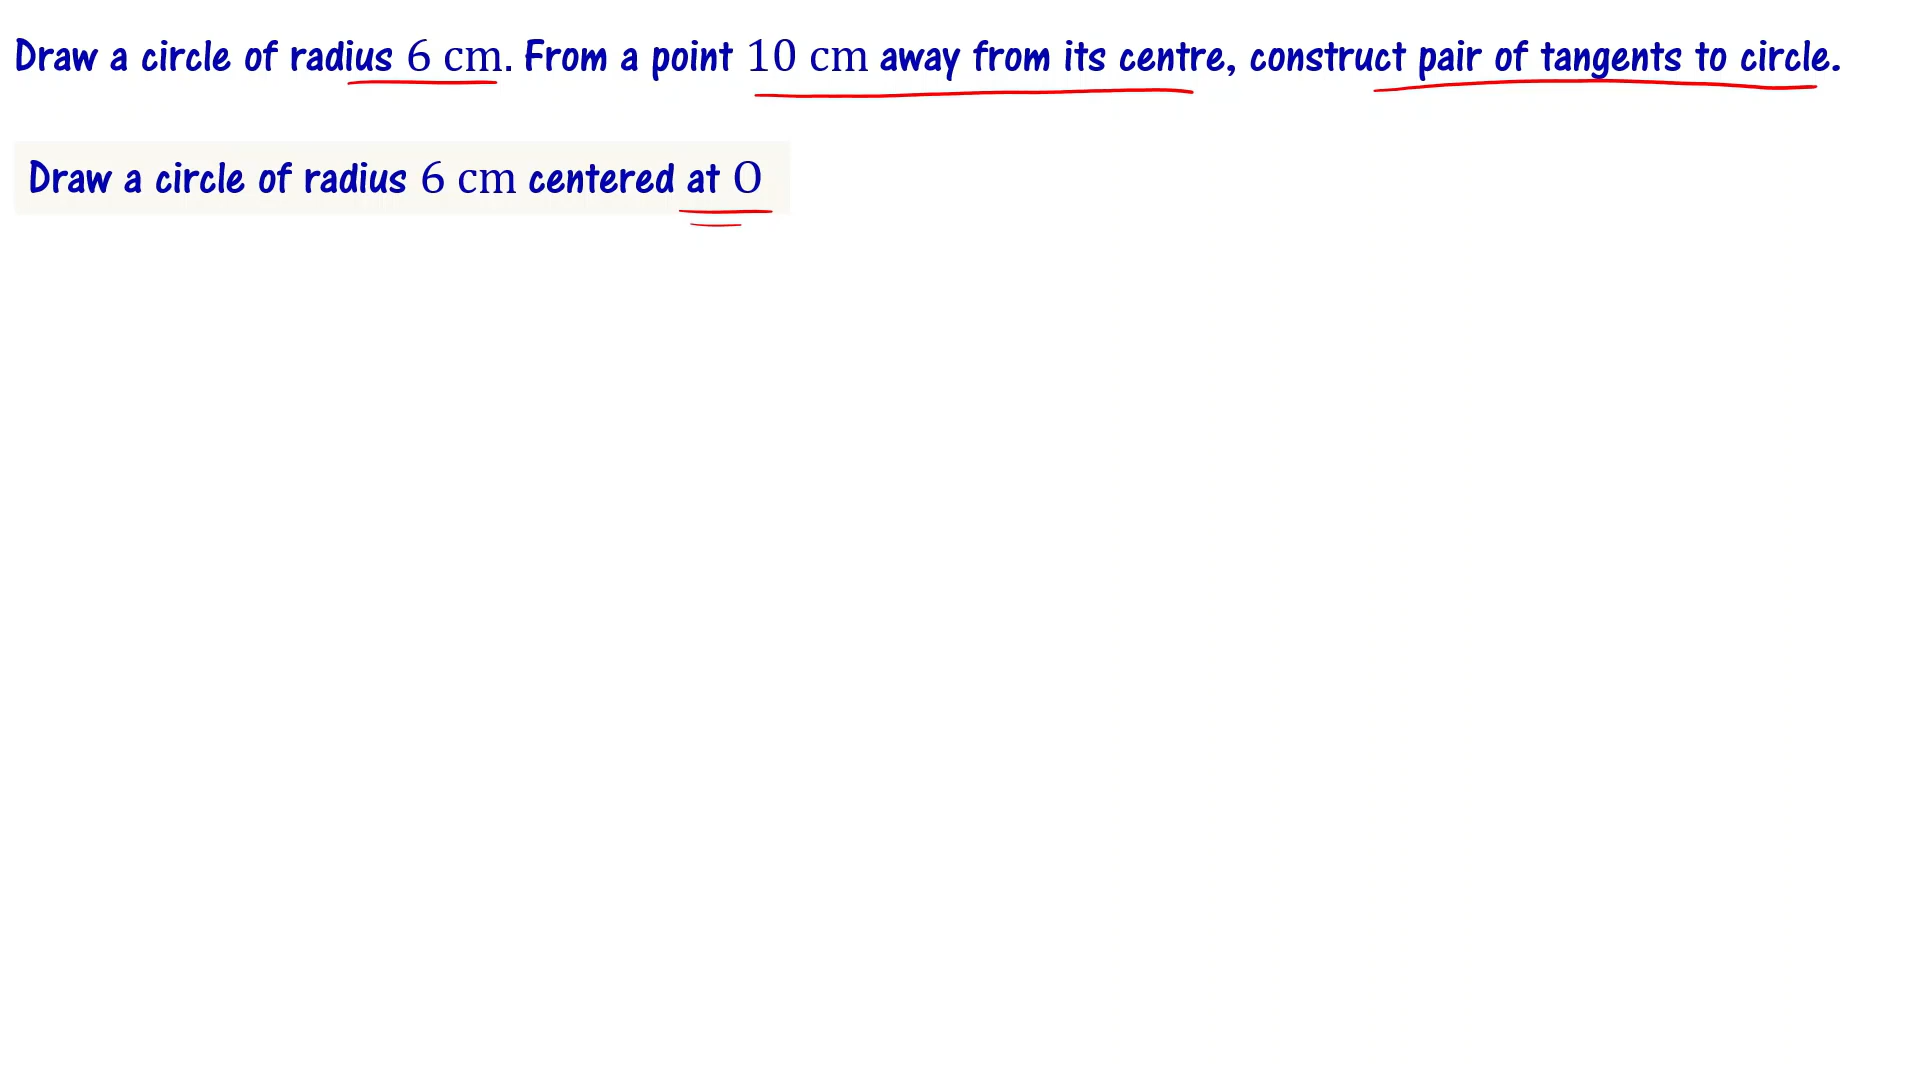 Draw a circle of radius 6 cm. From a point 10 cm away from its centre, construct pair of tangents to circle.
Draw a circle of radius 6 cm centered at O